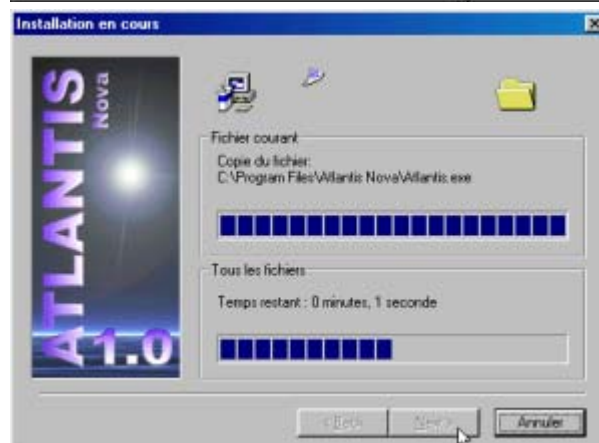 Installation en cours
ATLANTIS
Nova
1.0
Fichier courant
Copie du fichier:
C:\Program Files\Atlantis Nova\Atlantis.exe
Tous les fichiers
Temps restant : 0 minutes, 1 seconde
< Back
Next >
Annuler